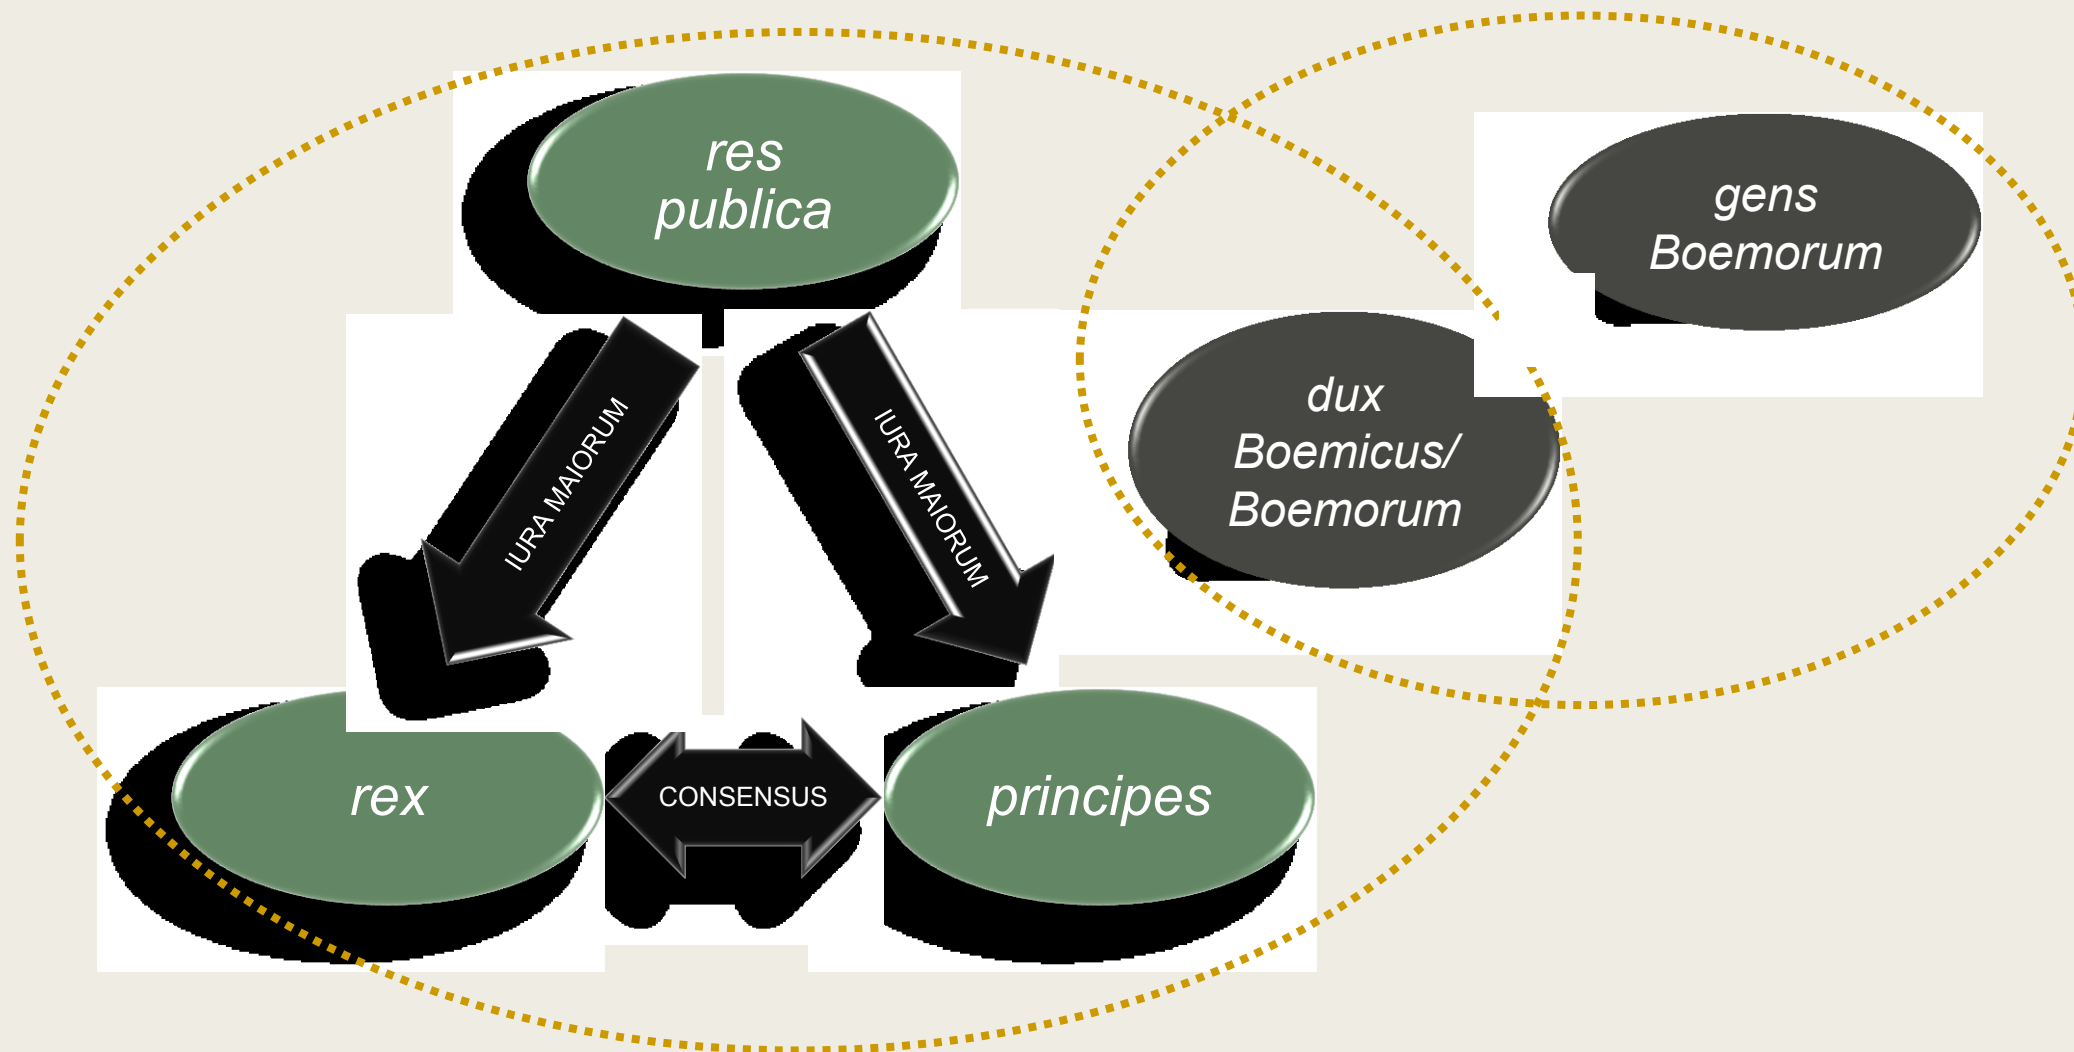 res
publica
gens
Boemorum
dux
Boemicus/
Boemorum
IURA MAIORUM
IURA MAIORUM
rex
CONSENSUS
principes